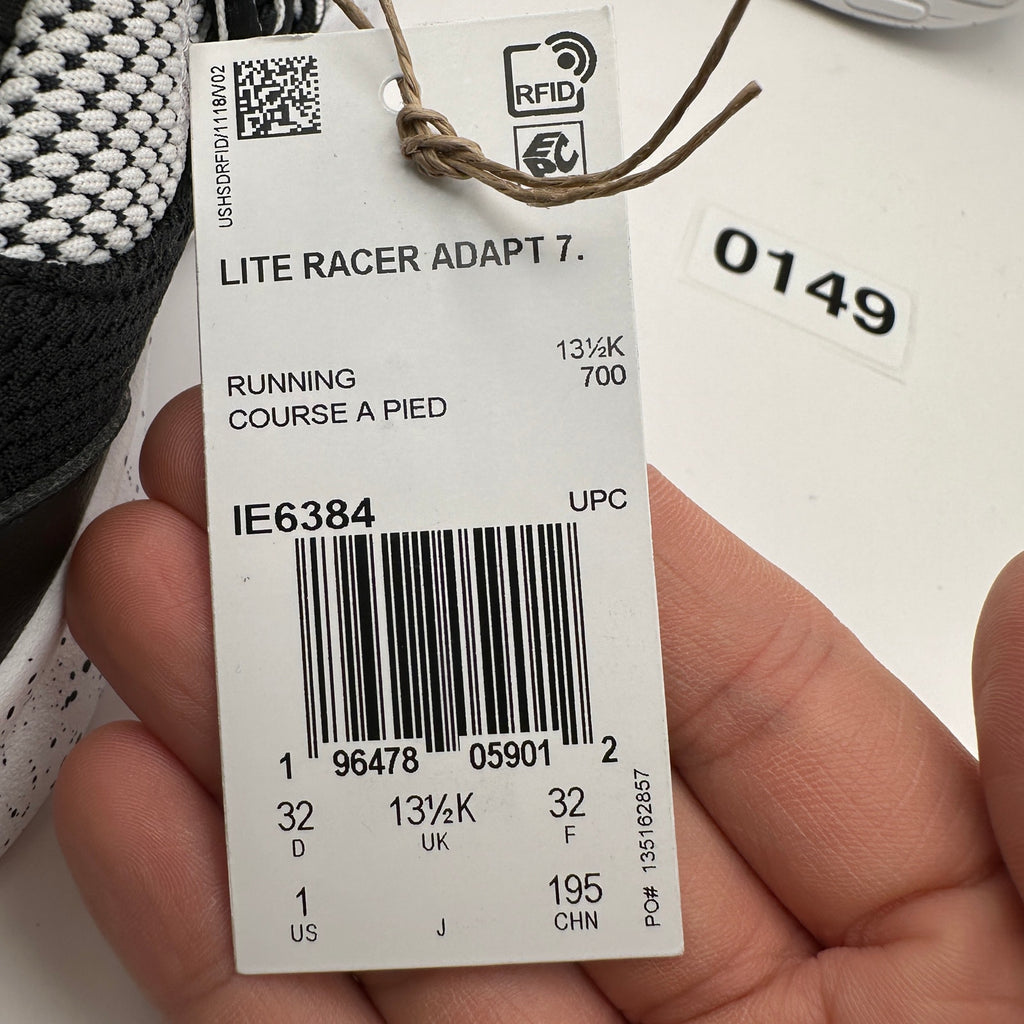 USHSDRFID/1118/V02
RFID
EPC
LITE RACER ADAPT 7.
0149
13½K
RUNNING 700
COURSE A PIED
IE6384 UPC
1 96478 05901 2
32 13½K 32
D UK F
1 195
US J CHN
PO# 135162857